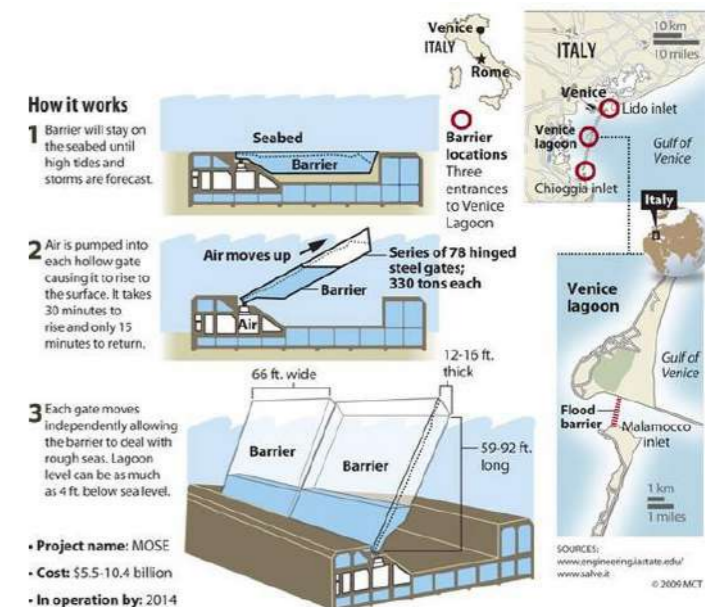 How it works
1 Barrier will stay on
the seabed until
high tides and
storms are forecast.
Seabed
Barrier
2 Air is pumped into
each hollow gate
causing it to rise to
the surface. It takes
30 minutes to
rise and only 15
minutes to return.
Air moves up
Barrier
Air
Series of 78 hinged
steel gates;
330 tons each
3 Each gate moves
independently allowing
the barrier to deal with
rough seas. Lagoon
level can be as much
as 4 ft. below sea level.
66 ft. wide
12-16 ft.
thick
Barrier
Barrier
59-92 ft.
long
- Project name: MOSE
- Cost: $5.5-10.4 billion
- In operation by: 2014
Venice
ITALY
Rome
Barrier
locations
Three
entrances
to Venice
Lagoon
ITALY
10 km
10 miles
Venice
Lido inlet
Venice
lagoon
Gulf of
Venice
Chioggia inlet
Italy
Venice
lagoon
Gulf of
Venice
Flood
barrier
Malamocco
inlet
1 km
1 miles
SOURCES:
www.engineering.iastate.edu/
www.salve.it
© 2009 MCT